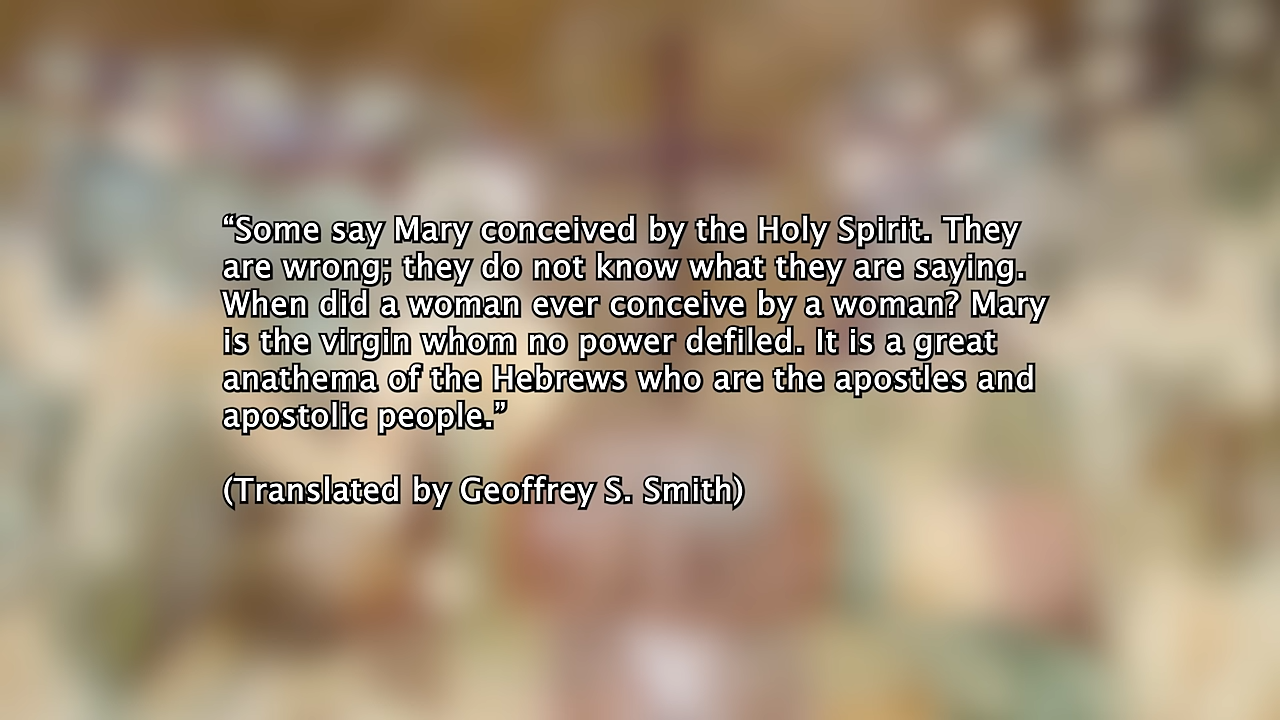 “Some say Mary conceived by the Holy Spirit. They
are wrong; they do not know what they are saying.
When did a woman ever conceive by a woman? Mary
is the virgin whom no power defiled. It is a great
anathema of the Hebrews who are the apostles and
apostolic people.”
(Translated by Geoffrey S. Smith)